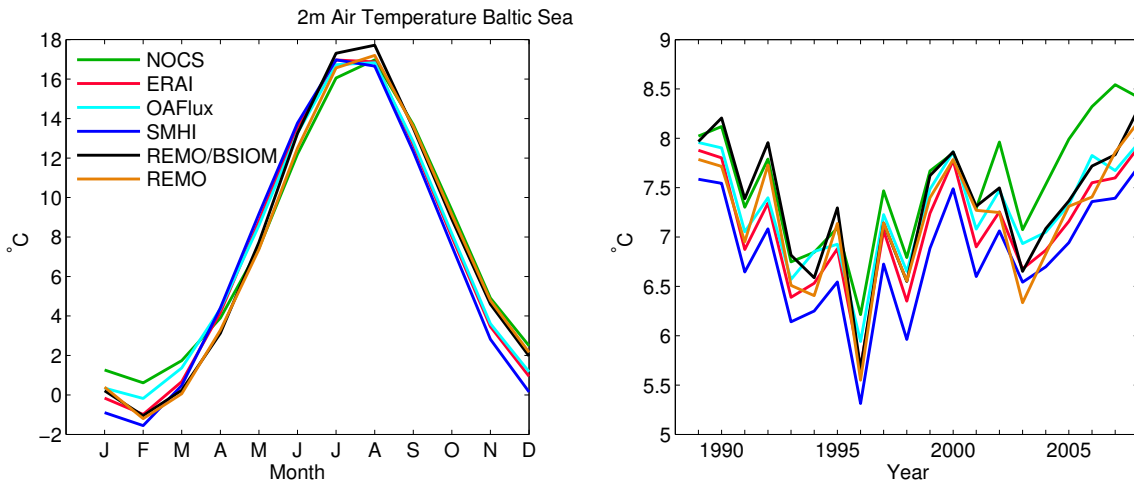 2m Air Temperature Baltic Sea
18
16
14
12
10
8
6
4
2
0
−2
°C
NOCS
ERAI
OAFlux
SMHI
REMO/BSIOM
REMO
J F M A M J J A S O N D
Month
9
8.5
8
7.5
7
6.5
6
5.5
5
°C
1990 1995 2000 2005
Year